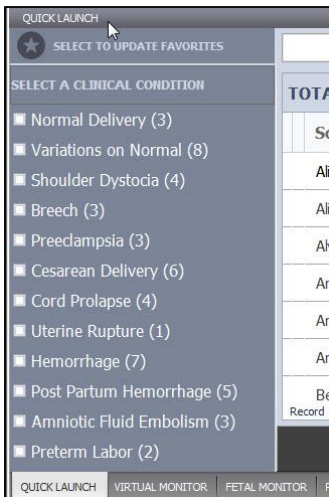 QUICK LAUNCH
SELECT TO UPDATE FAVORITES
SELECT A CLINICAL CONDITION
Normal Delivery (3)
Variations on Normal (8)
Shoulder Dystocia (4)
Breech (3)
Preeclampsia (3)
Cesarean Delivery (6)
Cord Prolapse (4)
Uterine Rupture (1)
Hemorrhage (7)
Post Partum Hemorrhage (5)
Amniotic Fluid Embolism (3)
Preterm Labor (2)
Record
QUICK LAUNCH VIRTUAL MONITOR FETAL MONITOR